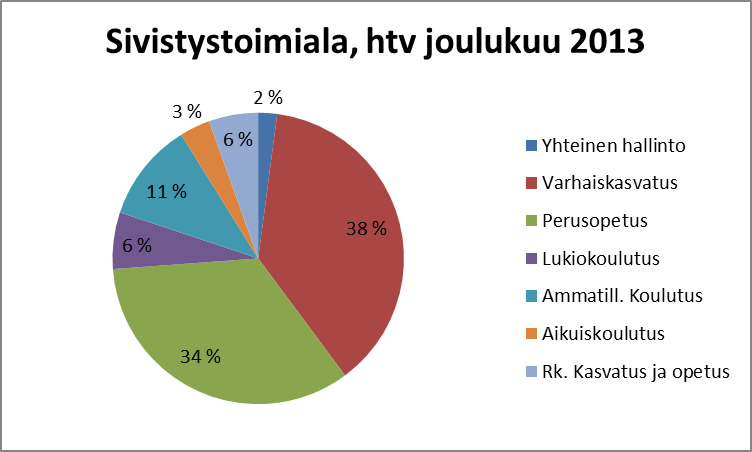 Sivistystoimiala, htv joulukuu 2013
2 %
38 %
34 %
6 %
11 %
3 %
6 %
Yhteinen hallinto
Varhaiskasvatus
Perusopetus
Lukiokoulutus
Ammatill. Koulutus
Aikuiskoulutus
Rk. Kasvatus ja opetus